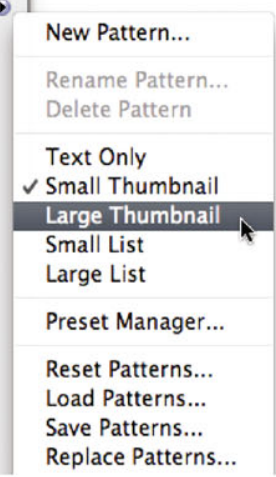 New Pattern...
Rename Pattern...
Delete Pattern
Text Only
✓ Small Thumbnail
Large Thumbnail
Small List
Large List
Preset Manager...
Reset Patterns...
Load Patterns...
Save Patterns...
Replace Patterns...